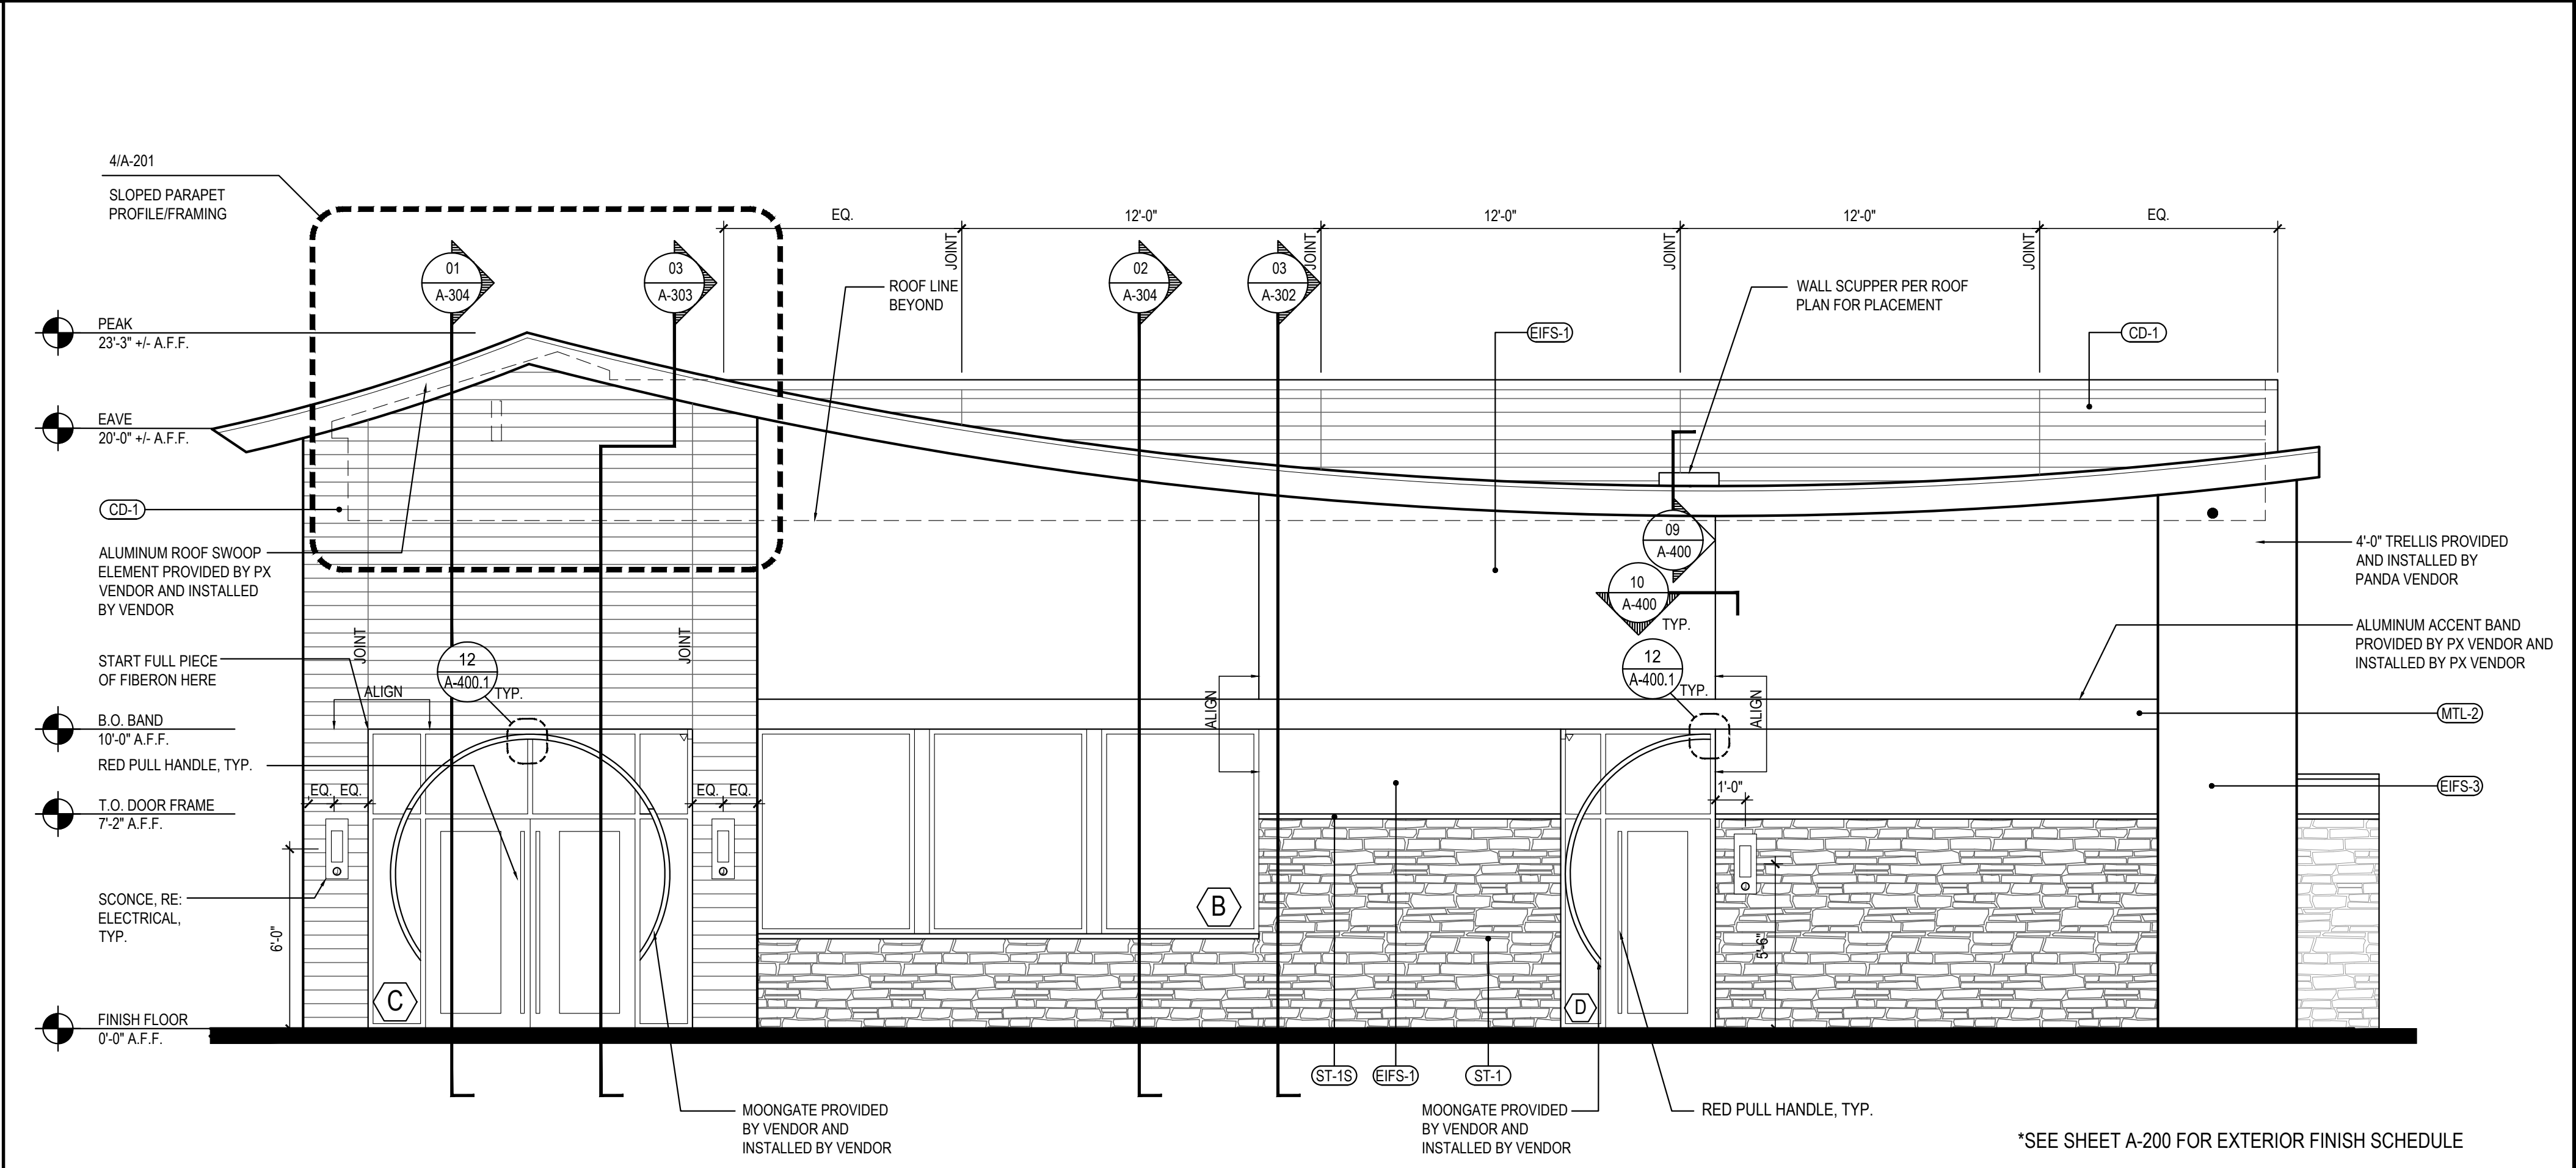 4/A-201
SLOPED PARAPET
PROFILE/FRAMING
EQ.
12'-0"
12'-0"
12'-0"
EQ.
JOINT
JOINT
JOINT
JOINT
01
A-304
03
A-303
02
A-304
03
A-302
ROOF LINE
BEYOND
WALL SCUPPER PER ROOF
PLAN FOR PLACEMENT
PEAK
23'-3" +/- A.F.F.
EIFS-1
CD-1
EAVE
20'-0" +/- A.F.F.
CD-1
09
A-400
10
A-400
TYP.
ALUMINUM ROOF SWOOP
ELEMENT PROVIDED BY PX
VENDOR AND INSTALLED
BY VENDOR
4'-0" TRELLIS PROVIDED
AND INSTALLED BY
PANDA VENDOR
JOINT
JOINT
START FULL PIECE
OF FIBERON HERE
12
A-400.1
TYP.
12
A-400.1
TYP.
ALUMINUM ACCENT BAND
PROVIDED BY PX VENDOR AND
INSTALLED BY PX VENDOR
ALIGN
ALIGN
ALIGN
B.O. BAND
10'-0" A.F.F.
MTL-2
RED PULL HANDLE, TYP.
EQ.
EQ.
EQ.
EQ.
1'-0"
EIFS-3
T.O. DOOR FRAME
7'-2" A.F.F.
SCONCE, RE:
ELECTRICAL,
TYP.
6'-0"
B
5'-6"
C
D
FINISH FLOOR
0'-0" A.F.F.
ST-1S
EIFS-1
ST-1
MOONGATE PROVIDED
BY VENDOR AND
INSTALLED BY VENDOR
MOONGATE PROVIDED
BY VENDOR AND
INSTALLED BY VENDOR
RED PULL HANDLE, TYP.
*SEE SHEET A-200 FOR EXTERIOR FINISH SCHEDULE